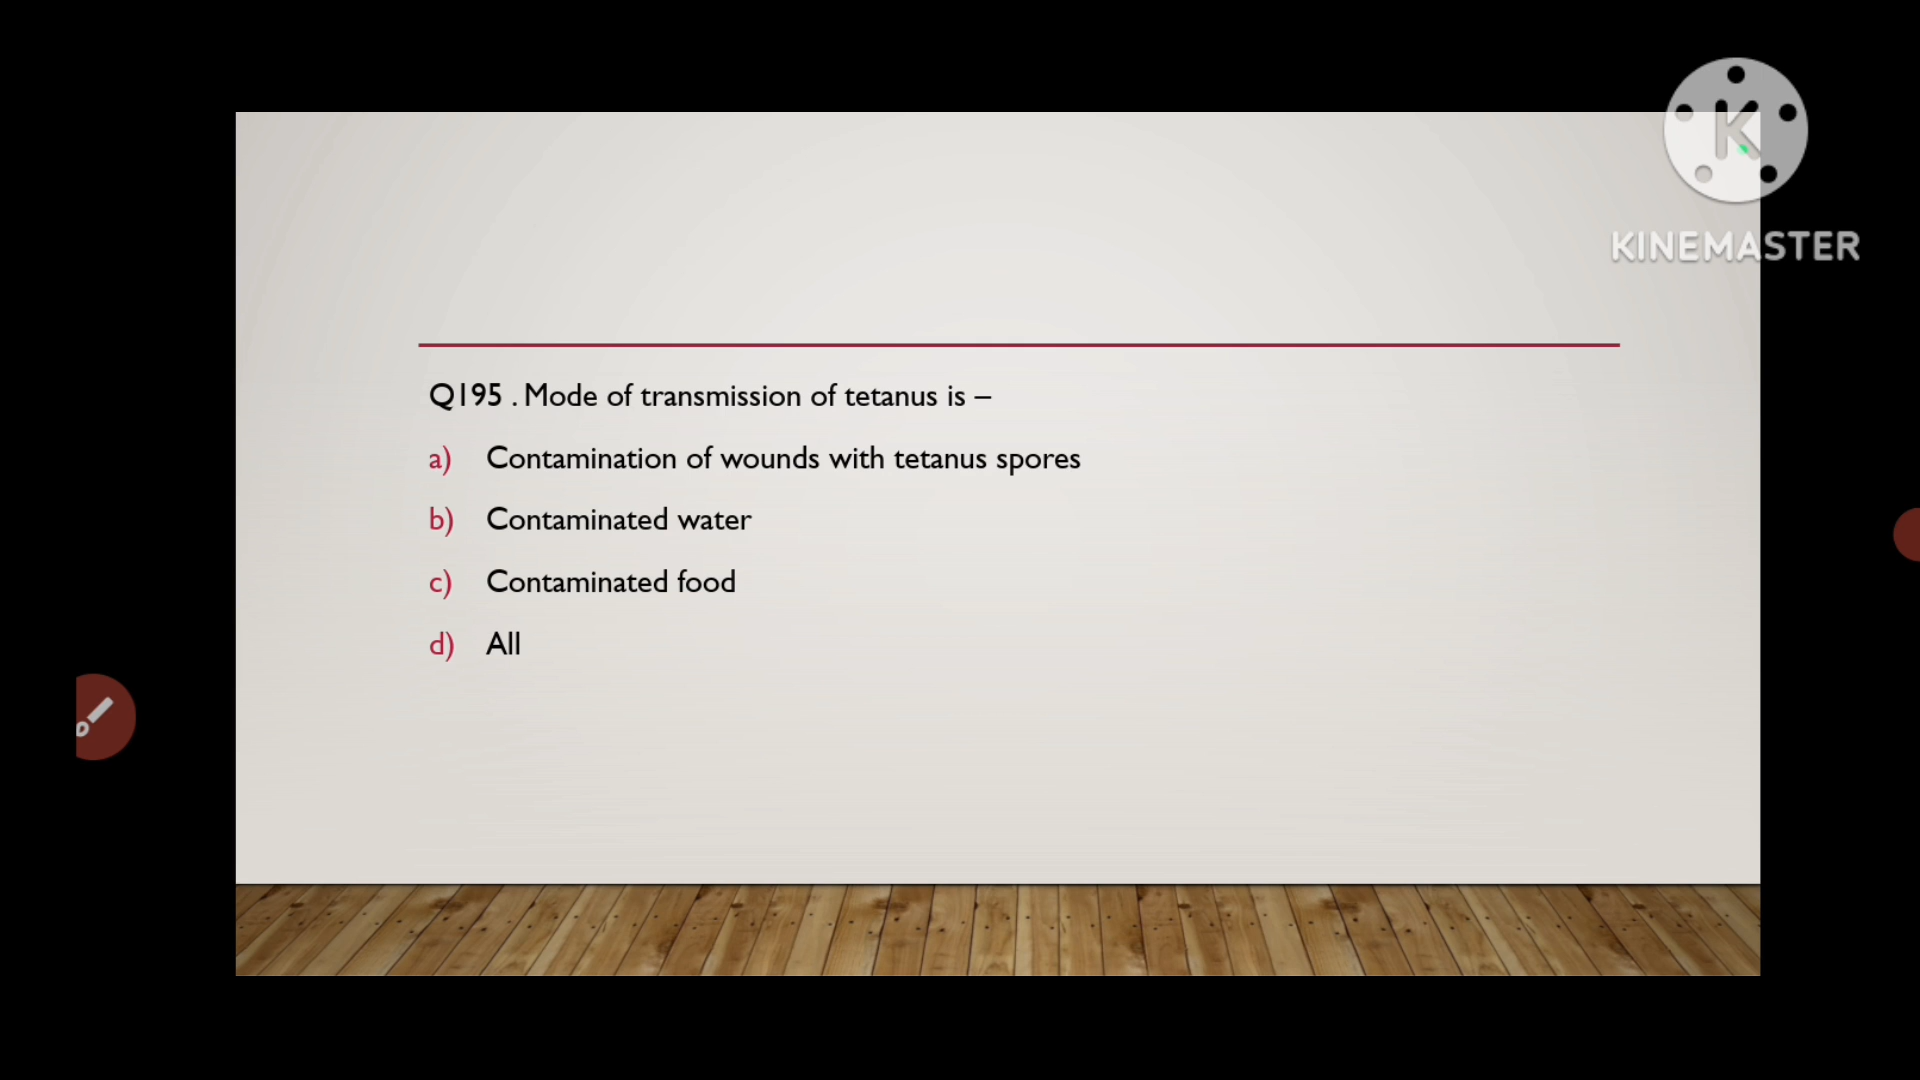 KINEMASTER
Q195 . Mode of transmission of tetanus is –
a) Contamination of wounds with tetanus spores
b) Contaminated water
c) Contaminated food
d) All